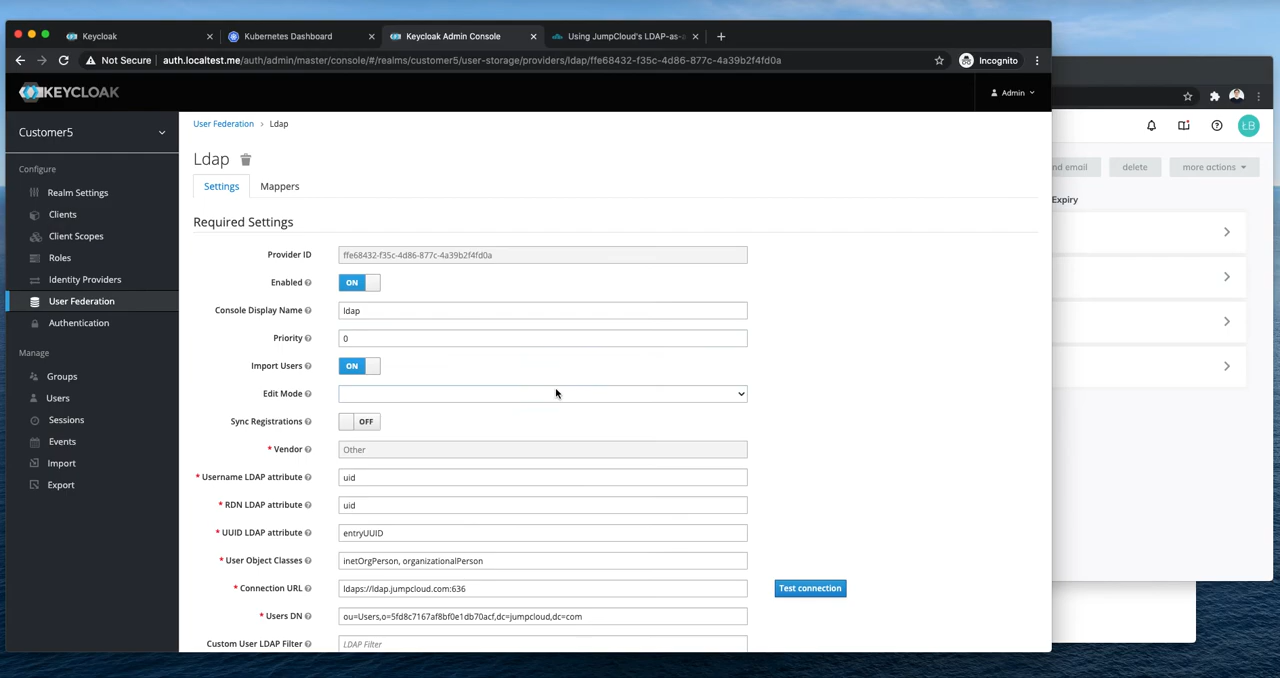 Keycloak
Kubernetes Dashboard
Keycloak Admin Console
Using JumpCloud's LDAP-as-
Not Secure
auth.localtest.me/auth/admin/master/console/#/realms/customer5/user-storage/providers/ldap/ffe68432-f35c-4d86-877c-4a39b2f4fd0a
Incognito
KEYCLOAK
Admin
Customer5
Configure
Realm Settings
Clients
Client Scopes
Roles
Identity Providers
User Federation
Authentication
Manage
Groups
Users
Sessions
Events
Import
Export
User Federation > Ldap
Ldap
Settings
Mappers
Required Settings
Provider ID
ffe68432-f35c-4d86-877c-4a39b2f4fd0a
Enabled
ON
Console Display Name
ldap
Priority
0
Import Users
ON
Edit Mode
Sync Registrations
OFF
* Vendor
Other
* Username LDAP attribute
uid
* RDN LDAP attribute
uid
* UUID LDAP attribute
entryUUID
* User Object Classes
inetOrgPerson, organizationalPerson
* Connection URL
ldaps://ldap.jumpcloud.com:636
Test connection
* Users DN
ou=Users,o=5fd8c7167af8bf0e1db70acf,dc=jumpcloud,dc=com
Custom User LDAP Filter
LDAP Filter
ŁB
nd email
delete
more actions
Expiry